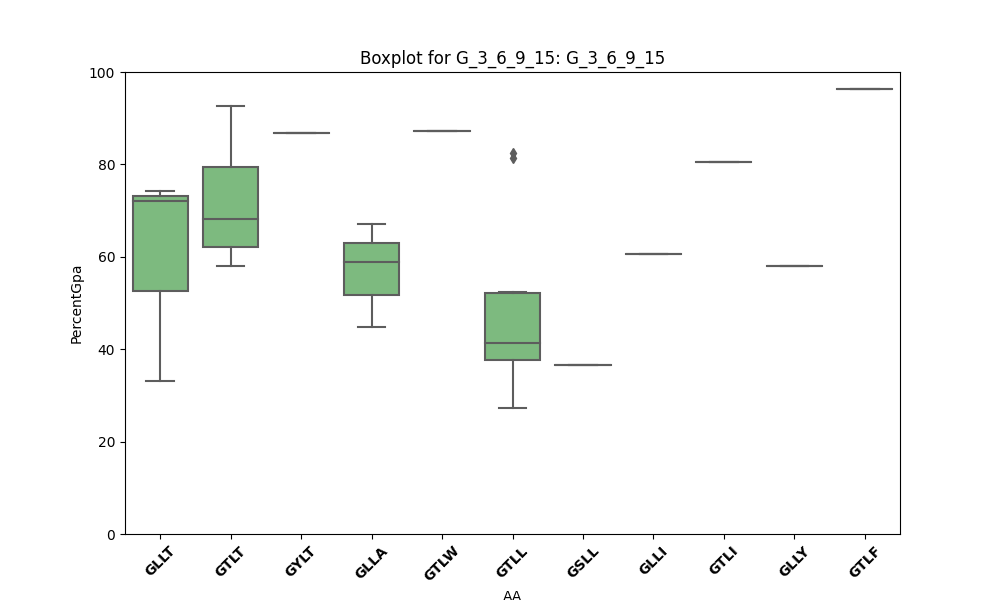 Boxplot for G_3_6_9_15: G_3_6_9_15
PercentGpa
100
80
60
40
20
0
GLLT
GTLT
GYLT
GLLA
GTLW
GTLL
GSLL
GLLI
GTLI
GLLY
GTLF
AA